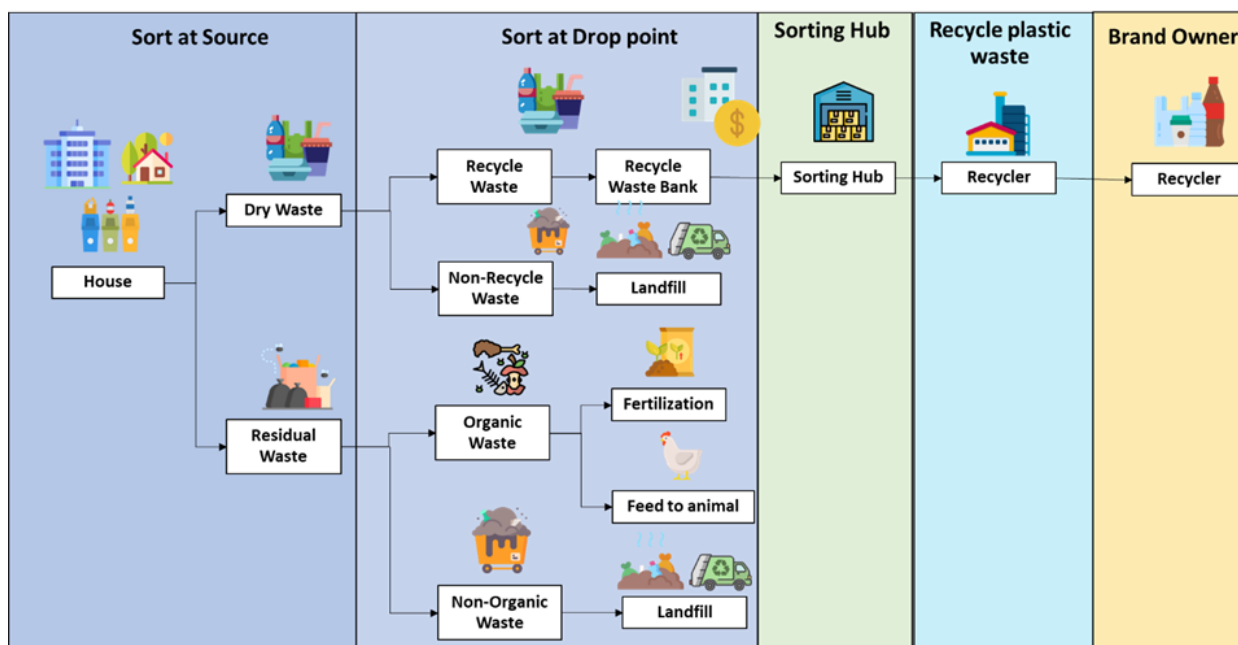 Sort at Source
Sort at Drop point
Sorting Hub
Recycle plastic
waste
Brand Owner
$
Recycle
Waste
Recycle
Waste Bank
Sorting Hub
Recycler
Recycler
Dry Waste
House
Non-Recycle
Waste
Landfill
Fertilization
Residual
Waste
Organic
Waste
Feed to animal
Non-Organic
Waste
Landfill